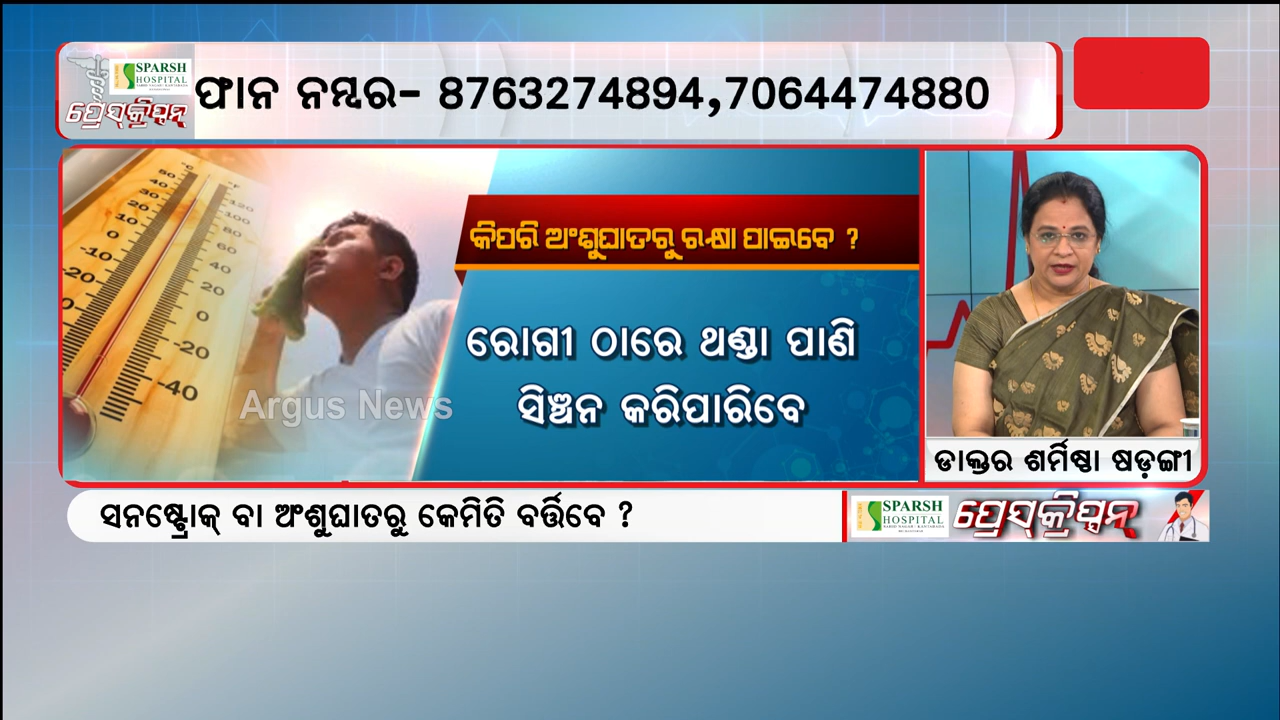 SPARSH
HOSPITAL
ପ୍ରେସ୍‌କ୍ରିପ୍ସନ୍
ଫାନ ନମ୍ବର- 8763274894,7064474880
କିପରି ଅଂଶୁଘାତରୁ ରକ୍ଷା ପାଇବେ ?
ରୋଗୀ ଠାରେ ଥଣ୍ଡା ପାଣି
ସିଞ୍ଚନ କରିପାରିବେ
Argus News
ଡାକ୍ତର ଶର୍ମିଷ୍ଠା ଷଡ଼ଙ୍ଗୀ
ସନଷ୍ଟ୍ରୋକ୍ ବା ଅଂଶୁଘାତରୁ କେମିତି ବର୍ତ୍ତିବେ ?
SPARSH
HOSPITAL
ପ୍ରେସ୍‌କ୍ରିପ୍ସନ୍